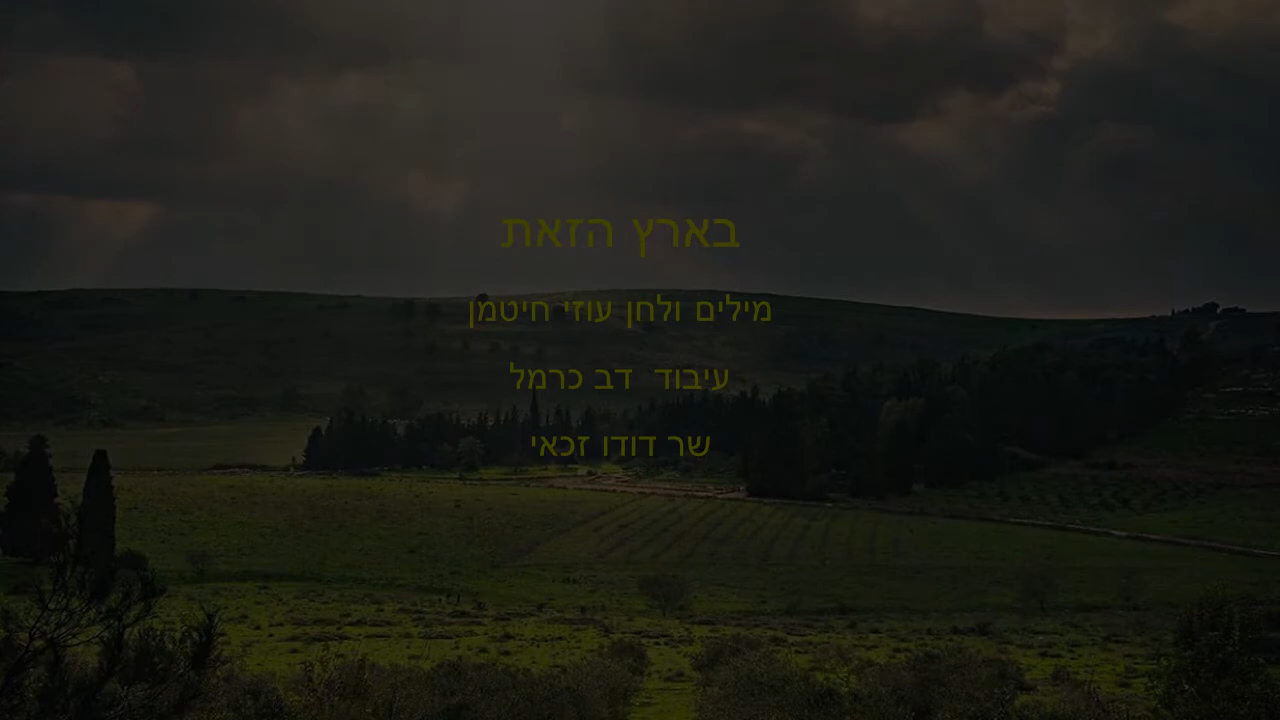 בארץ הזאת
מילים ולחן עוזי חיטמן
עיבוד  דב כרמל
שר דודו זכאי